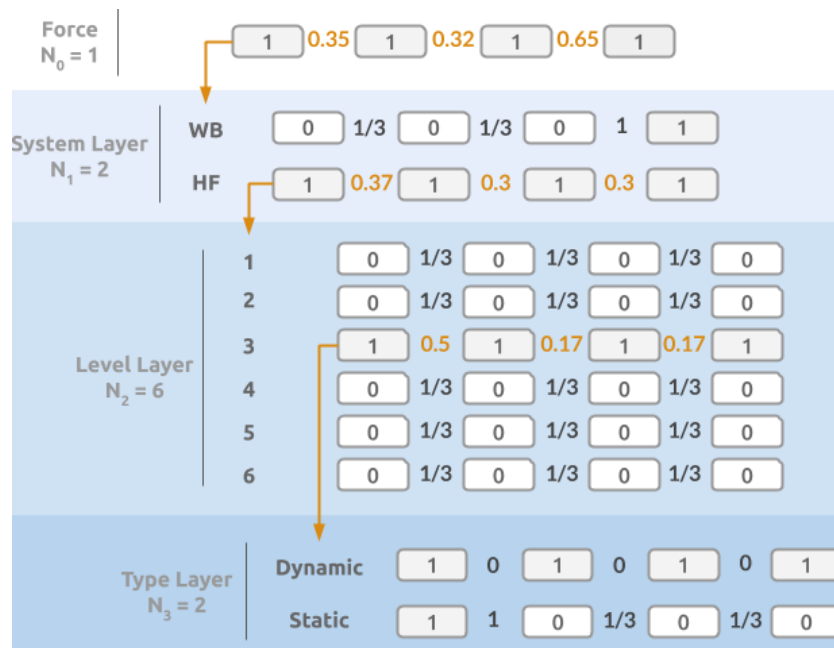 Force
N0 = 1
1 0.35 1 0.32 1 0.65 1
System Layer
N1 = 2
WB 0 1/3 0 1/3 0 1 1
HF 1 0.37 1 0.3 1 0.3 1
Level Layer
N2 = 6
1 0 1/3 0 1/3 0 1/3 0
2 0 1/3 0 1/3 0 1/3 0
3 1 0.5 1 0.17 1 0.17 1
4 0 1/3 0 1/3 0 1/3 0
5 0 1/3 0 1/3 0 1/3 0
6 0 1/3 0 1/3 0 1/3 0
Type Layer
N3 = 2
Dynamic 1 0 1 0 1 0 1
Static 1 1 0 1/3 0 1/3 0